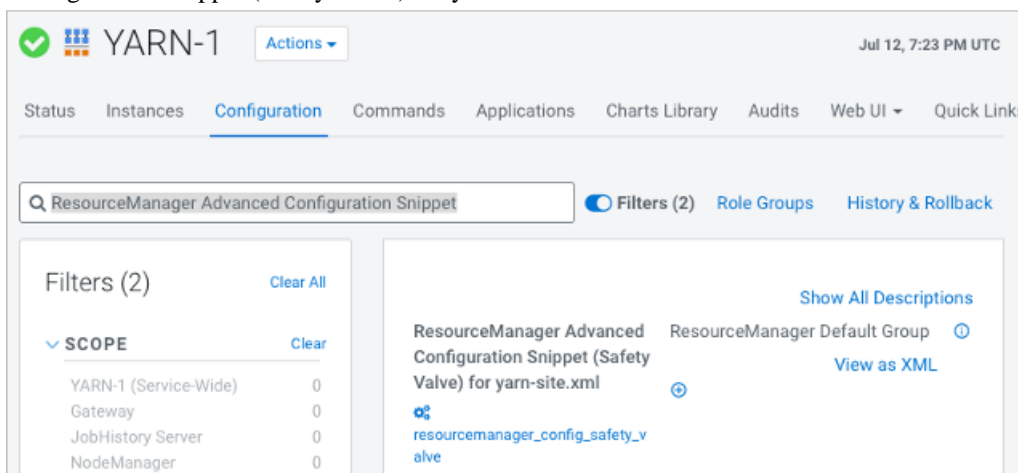 YARN-1
Actions
Jul 12, 7:23 PM UTC
Status Instances Configuration Commands Applications Charts Library Audits Web UI Quick Link
ResourceManager Advanced Configuration Snippet
Filters (2) Role Groups History & Rollback
Filters (2)
Clear All
SCOPE
Clear
YARN-1 (Service-Wide) 0
Gateway 0
JobHistory Server 0
NodeManager 0
Show All Descriptions
ResourceManager Advanced
Configuration Snippet (Safety
Valve) for yarn-site.xml
resourcemanager_config_safety_v
alve
ResourceManager Default Group
View as XML